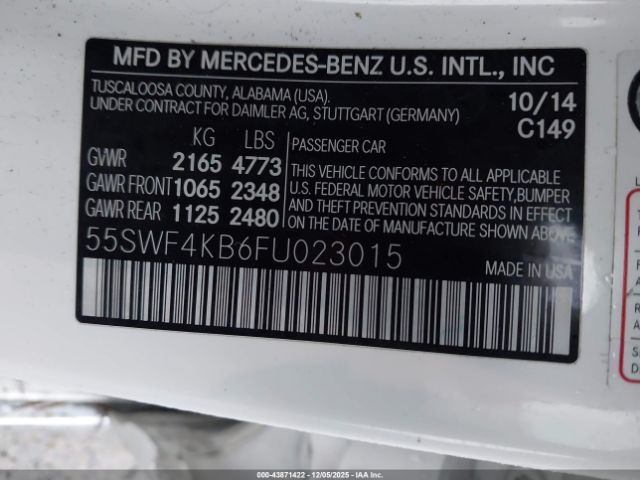 MFD BY MERCEDES-BENZ U.S. INTL., INC
TUSCALOOSA COUNTY, ALABAMA (USA).
UNDER CONTRACT FOR DAIMLER AG, STUTTGART (GERMANY)
10/14
C149
KG LBS
GVWR 2165 4773
GAWR FRONT 1065 2348
GAWR REAR 1125 2480
PASSENGER CAR
THIS VEHICLE CONFORMS TO ALL APPLICABLE
U.S. FEDERAL MOTOR VEHICLE SAFETY,BUMPER
AND THEFT PREVENTION STANDARDS IN EFFECT
ON THE DATE OF MANUFACTURE SHOWN ABOVE.
55SWF4KB6FU023015
MADE IN USA
00-43871422 | 12/05/2025 | Copyright IAA, LLC